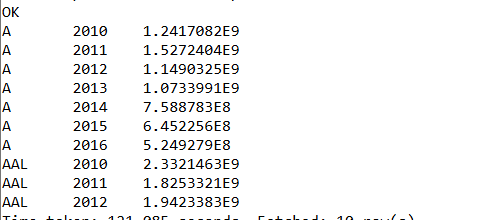 OK
A 2010 1.2417082E9
A 2011 1.5272404E9
A 2012 1.1490325E9
A 2013 1.0733991E9
A 2014 7.588783E8
A 2015 6.452256E8
A 2016 5.249279E8
AAL 2010 2.3321463E9
AAL 2011 1.8253321E9
AAL 2012 1.9423383E9
Time taken: 121.085 seconds, Fetched: 10 row(s)